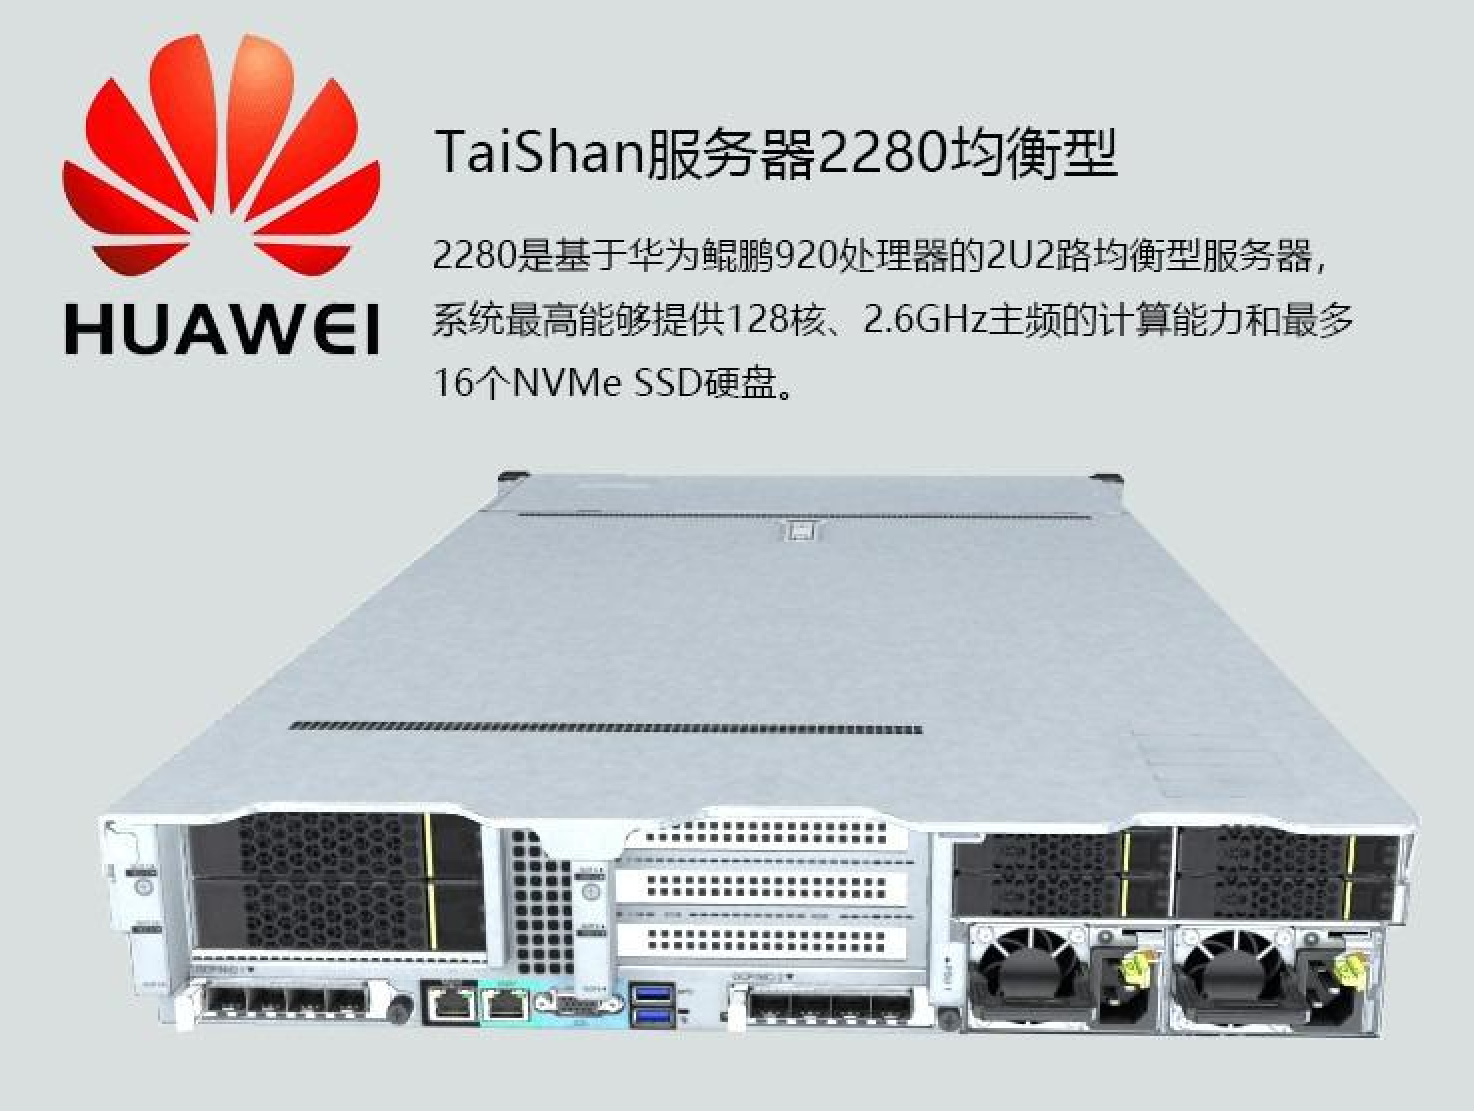 TaiShan服务器2280均衡型
2280是基于华为鲲鹏920处理器的2U2路均衡型服务器，
系统最高能够提供128核、2.6GHz主频的计算能力和最多
16个NVMe SSD硬盘。
HUAWEI